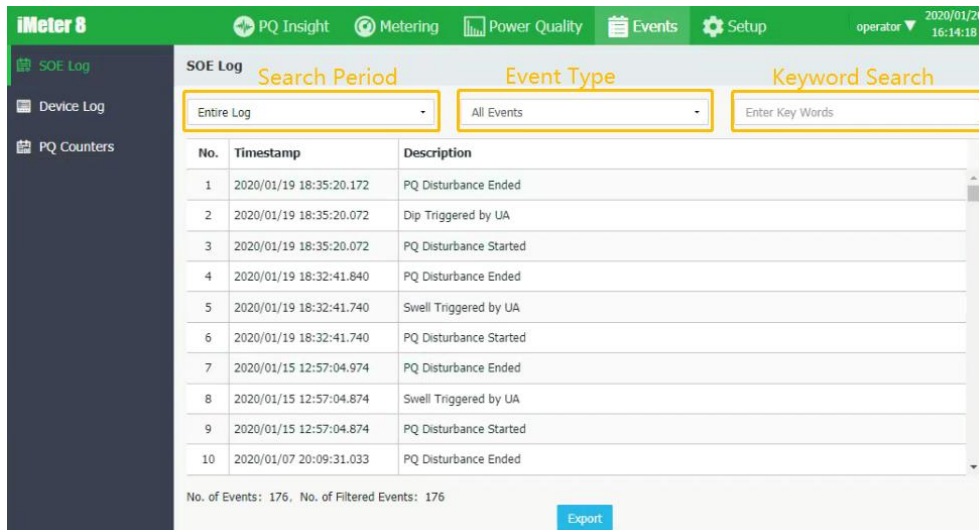 iMeter 8
PQ Insight
Metering
Power Quality
Events
Setup
operator
2020/01/20
16:14:18
SOE Log
Device Log
PQ Counters
SOE Log
Search Period
Event Type
Keyword Search
Entire Log
All Events
Enter Key Words
No. Timestamp Description
1 2020/01/19 18:35:20.172 PQ Disturbance Ended
2 2020/01/19 18:35:20.072 Dip Triggered by UA
3 2020/01/19 18:35:20.072 PQ Disturbance Started
4 2020/01/19 18:32:41.840 PQ Disturbance Ended
5 2020/01/19 18:32:41.740 Swell Triggered by UA
6 2020/01/19 18:32:41.740 PQ Disturbance Started
7 2020/01/15 12:57:04.974 PQ Disturbance Ended
8 2020/01/15 12:57:04.874 Swell Triggered by UA
9 2020/01/15 12:57:04.874 PQ Disturbance Started
10 2020/01/07 20:09:31.033 PQ Disturbance Ended
No. of Events: 176, No. of Filtered Events: 176
Export